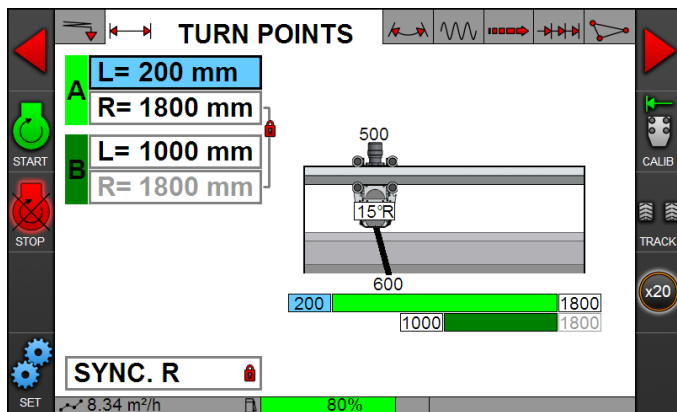 TURN POINTS
A
L= 200 mm
R= 1800 mm
B
L= 1000 mm
R= 1800 mm
START
STOP
SET
CALIB
TRACK
x20
500
15°R
600
200
1800
1000
1800
SYNC. R
8.34 m²/h
80%